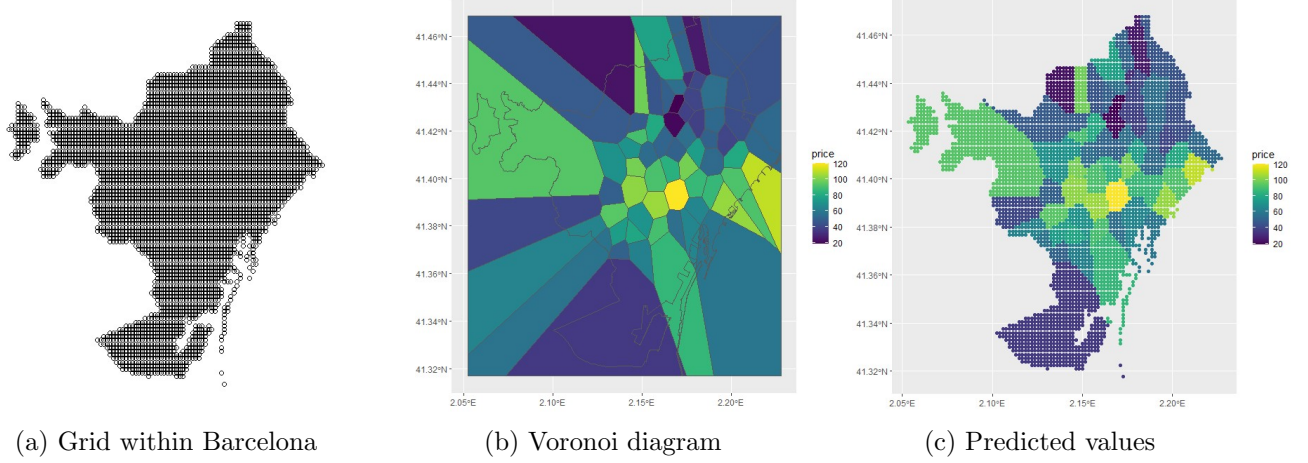 41.46°N
41.44°N
41.42°N
41.40°N
41.38°N
41.36°N
41.34°N
41.32°N
2.05°E
2.10°E
2.15°E
2.20°E
price
120
100
80
60
40
20
41.46°N
41.44°N
41.42°N
41.40°N
41.38°N
41.36°N
41.34°N
41.32°N
2.05°E
2.10°E
2.15°E
2.20°E
price
120
100
80
60
40
20
(a) Grid within Barcelona
(b) Voronoi diagram
(c) Predicted values